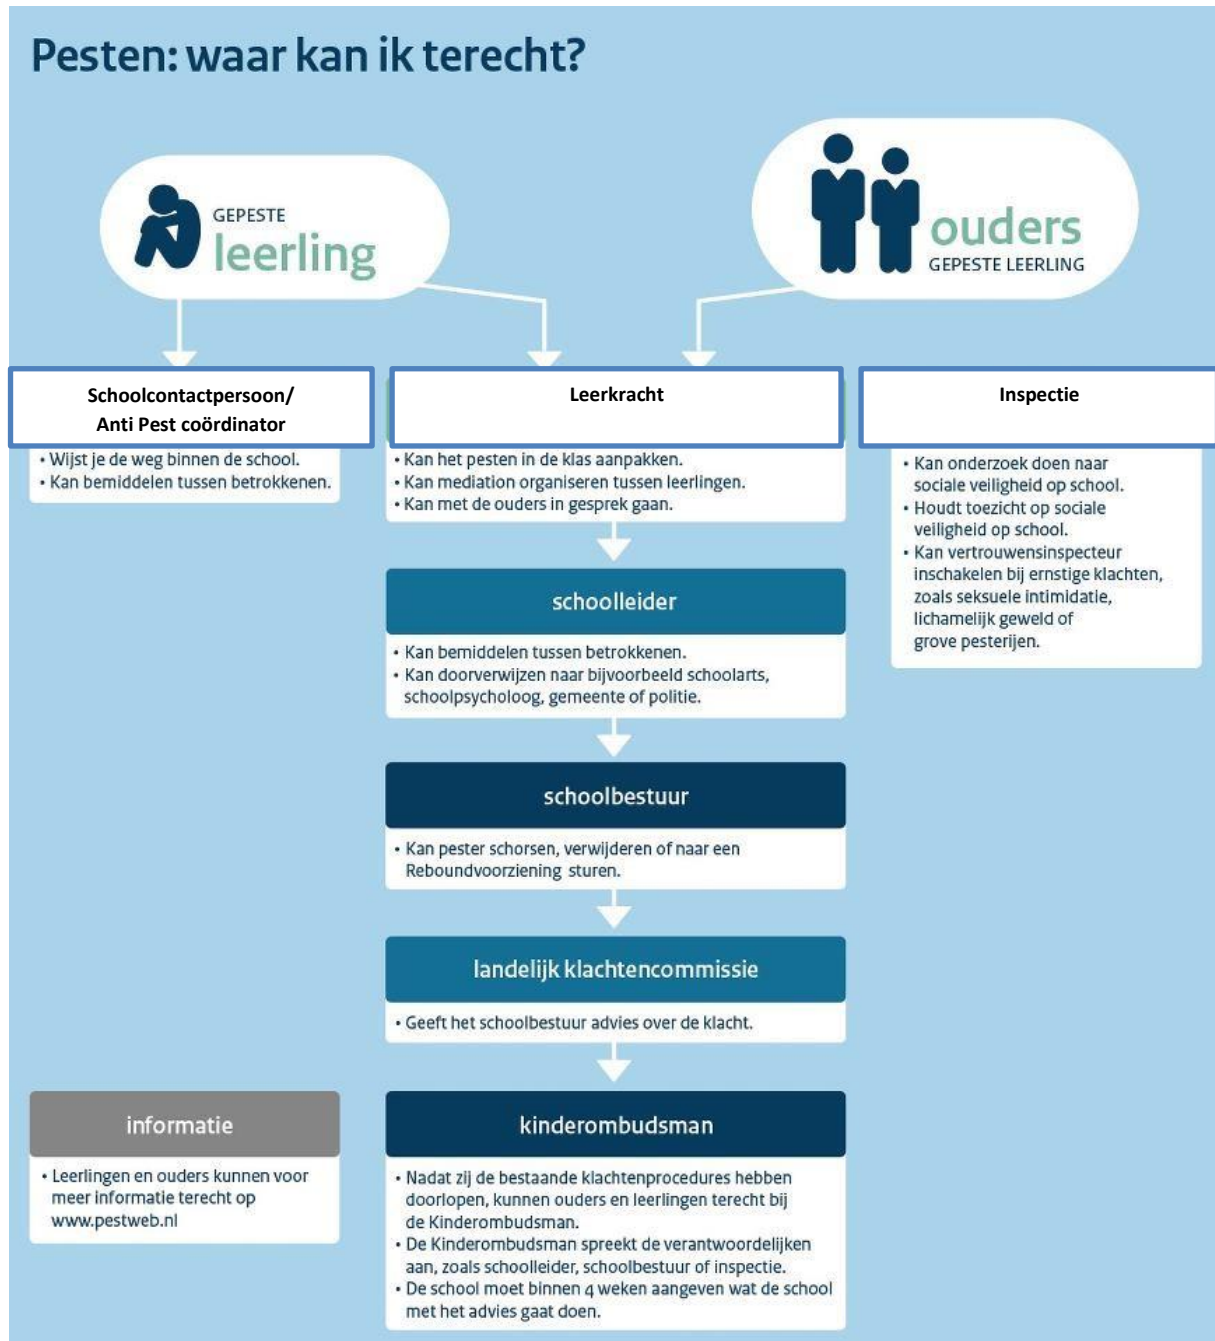 Pesten: waar kan ik terecht?
GEPESTE
leerling
ouders
GEPESTE LEERLING
Schoolcontactpersoon/
Anti Pest coördinator
• Wijst je de weg binnen de school.
• Kan bemiddelen tussen betrokkenen.
Leerkracht
• Kan het pesten in de klas aanpakken.
• Kan mediation organiseren tussen leerlingen.
• Kan met de ouders in gesprek gaan.
Inspectie
• Kan onderzoek doen naar
sociale veiligheid op school.
• Houdt toezicht op sociale
veiligheid op school.
• Kan vertrouwensinspecteur
inschakelen bij ernstige klachten,
zoals seksuele intimidatie,
lichamelijk geweld of
grove pesterijen.
schoolleider
• Kan bemiddelen tussen betrokkenen.
• Kan doorverwijzen naar bijvoorbeeld schoolarts,
schoolpsycholoog, gemeente of politie.
schoolbestuur
• Kan pester schorsen, verwijderen of naar een
Reboundvoorziening sturen.
landelijk klachtencommissie
• Geeft het schoolbestuur advies over de klacht.
informatie
• Leerlingen en ouders kunnen voor
meer informatie terecht op
www.pestweb.nl
kinderombudsman
• Nadat zij de bestaande klachtenprocedures hebben
doorlopen, kunnen ouders en leerlingen terecht bij
de Kinderombudsman.
• De Kinderombudsman spreekt de verantwoordelijken
aan, zoals schoolleider, schoolbestuur of inspectie.
• De school moet binnen 4 weken aangeven wat de school
met het advies gaat doen.